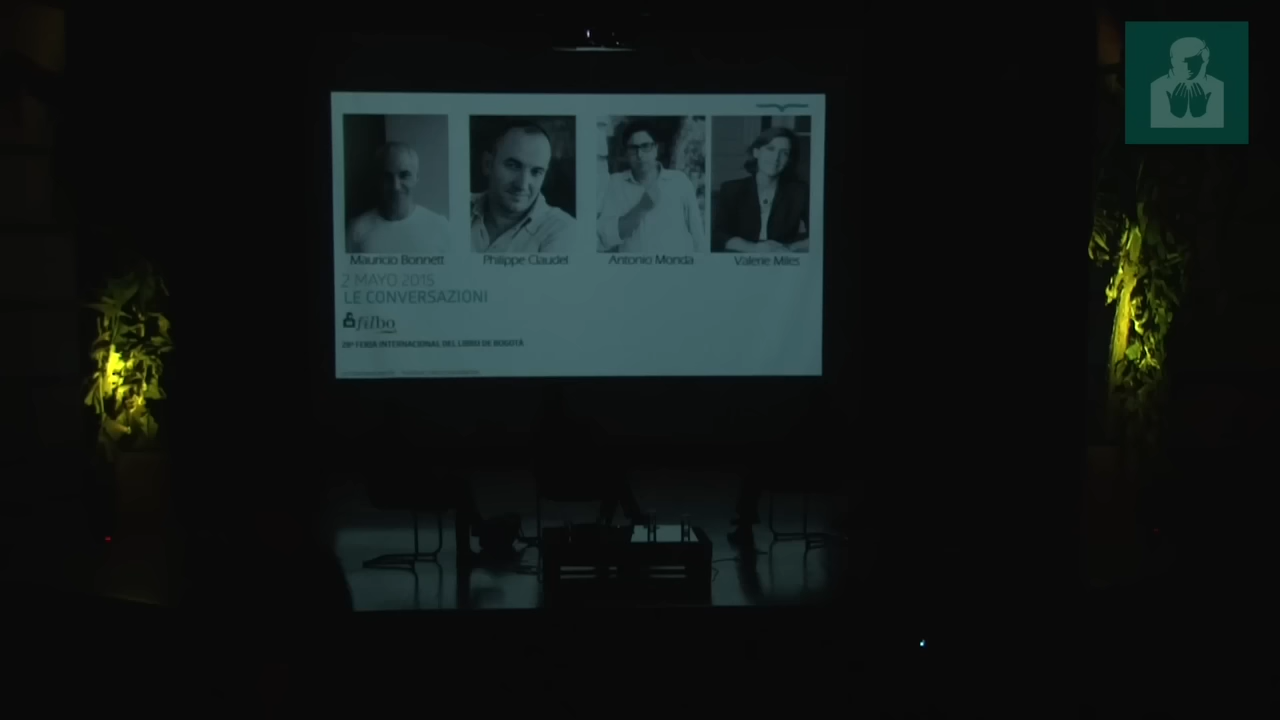 Mauricio Bonnett
Philippe Claudel
Antonio Monda
Valerie Miles
2 MAYO 2015
LE CONVERSAZIONI
filbo
28ª FERIA INTERNACIONAL DEL LIBRO DE BOGOTÁ